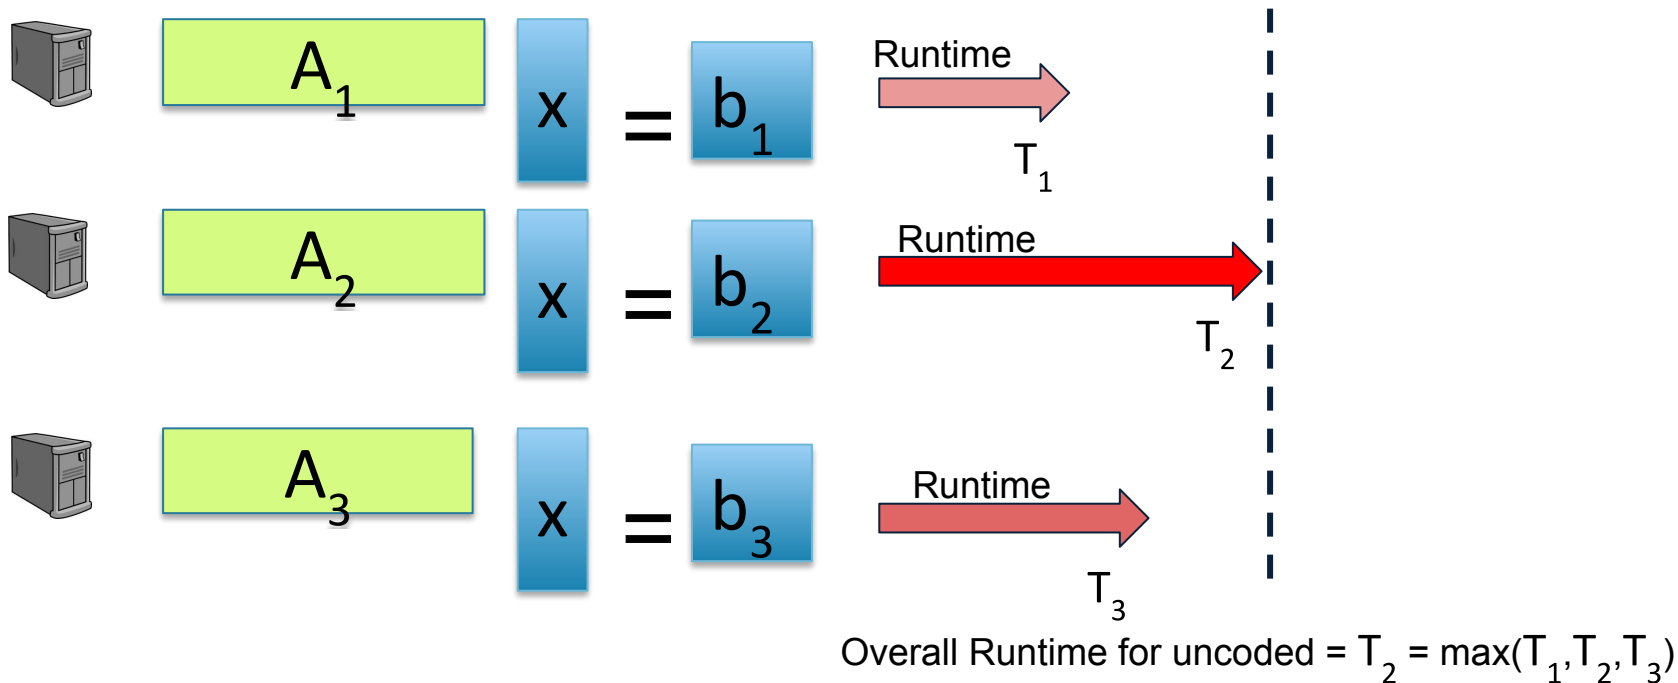 A₁ x = b₁ Runtime
T₁
A₂ x = b₂ Runtime
T₂
A₃ x = b₃ Runtime
T₃
Overall Runtime for uncoded = T₂ = max(T₁,T₂,T₃)